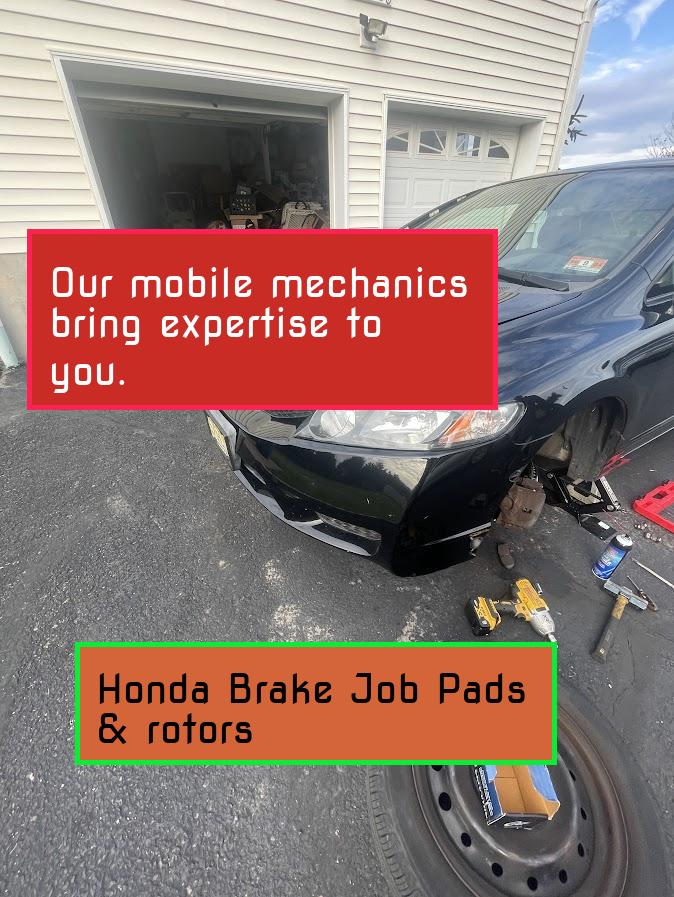 Our mobile mechanics
bring expertise to
you.
Honda Brake Job Pads
& rotors